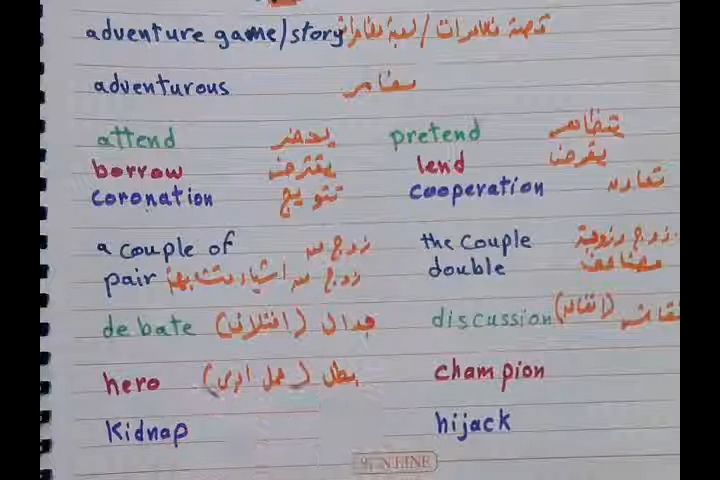 adventure game/story قصة مغامرات / لعبة مغامرات
adventurous مغامر
attend يحضر pretend يتظاهر
borrow يقترض lend يقرض
coronation تتويج cooperation تعاون
a couple of زوج من the couple زوج وزوجة
pair زوج من أشياء متشابهة double مضاعف
debate جدال (اختلاف) discussion نقاش (اتفاق)
hero بطل (عمل أدبي) champion
kidnap hijack